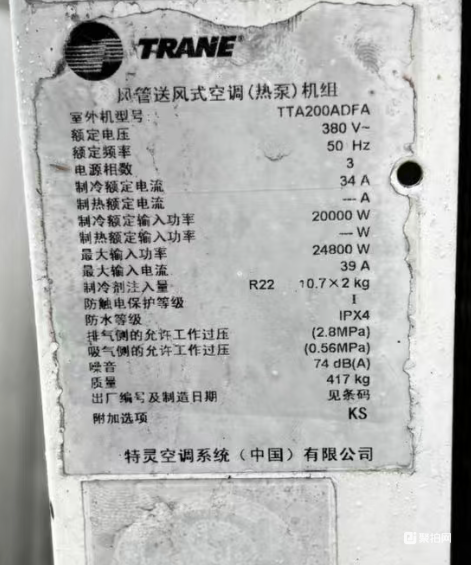 TRANE
风管送风式空调(热泵)机组
室外机型号 TTA200ADFA
额定电压 380 V~
额定频率 50 Hz
电源相数 3
制冷额定电流 34 A
制热额定电流 --- A
制冷额定输入功率 20000 W
制热额定输入功率 --- W
最大输入功率 24800 W
最大输入电流 39 A
制冷剂注入量 R22 10.7×2 kg
防触电保护等级 I
防水等级 IPX4
排气侧的允许工作过压 (2.8MPa)
吸气侧的允许工作过压 (0.56MPa)
噪音 74 dB(A)
质量 417 kg
出厂编号及制造日期 见条码
附加选项 KS
特灵空调系统（中国）有限公司